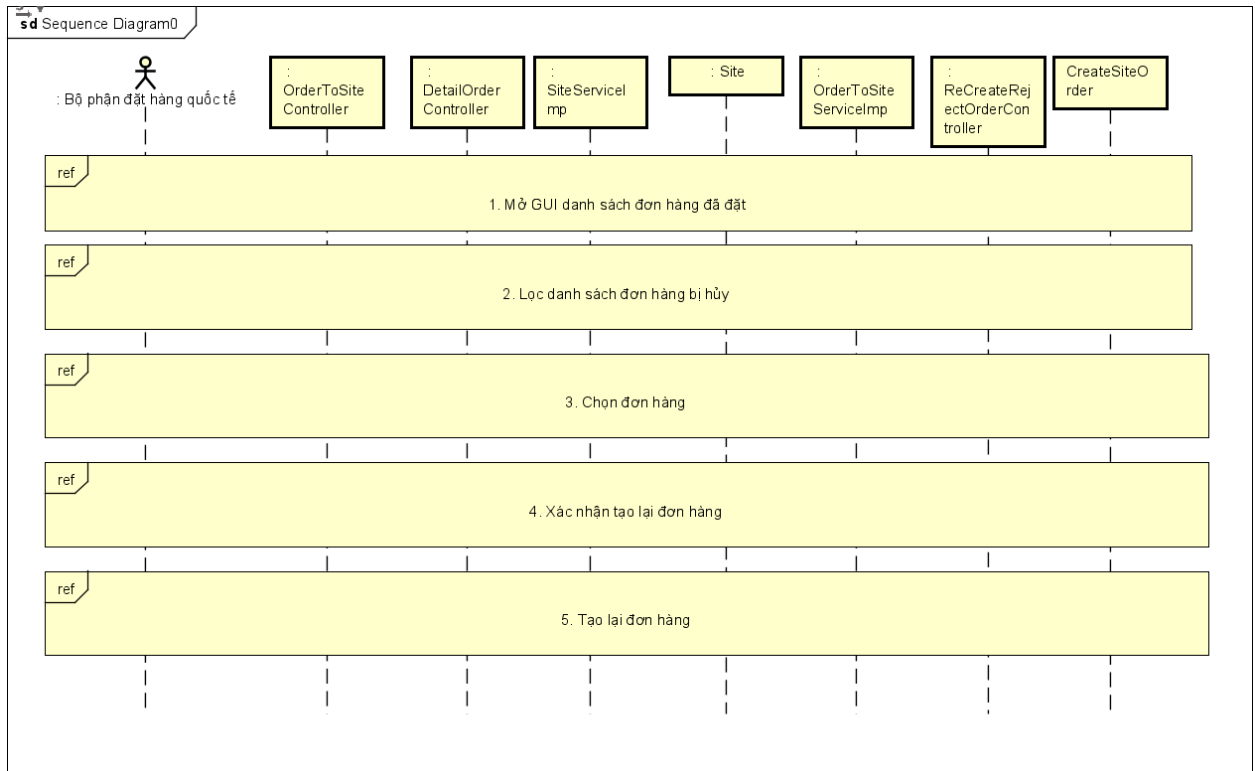 sd Sequence Diagram0
: Bộ phận đặt hàng quốc tế
:
OrderToSite
Controller
:
DetailOrder
Controller
:
SiteServiceI
mp
: Site
:
OrderToSite
ServiceImp
:
ReCreateRej
ectOrderCon
troller
CreateSiteO
rder
ref
1. Mở GUI danh sách đơn hàng đã đặt
ref
2. Lọc danh sách đơn hàng bị hủy
ref
3. Chọn đơn hàng
ref
4. Xác nhận tạo lại đơn hàng
ref
5. Tạo lại đơn hàng